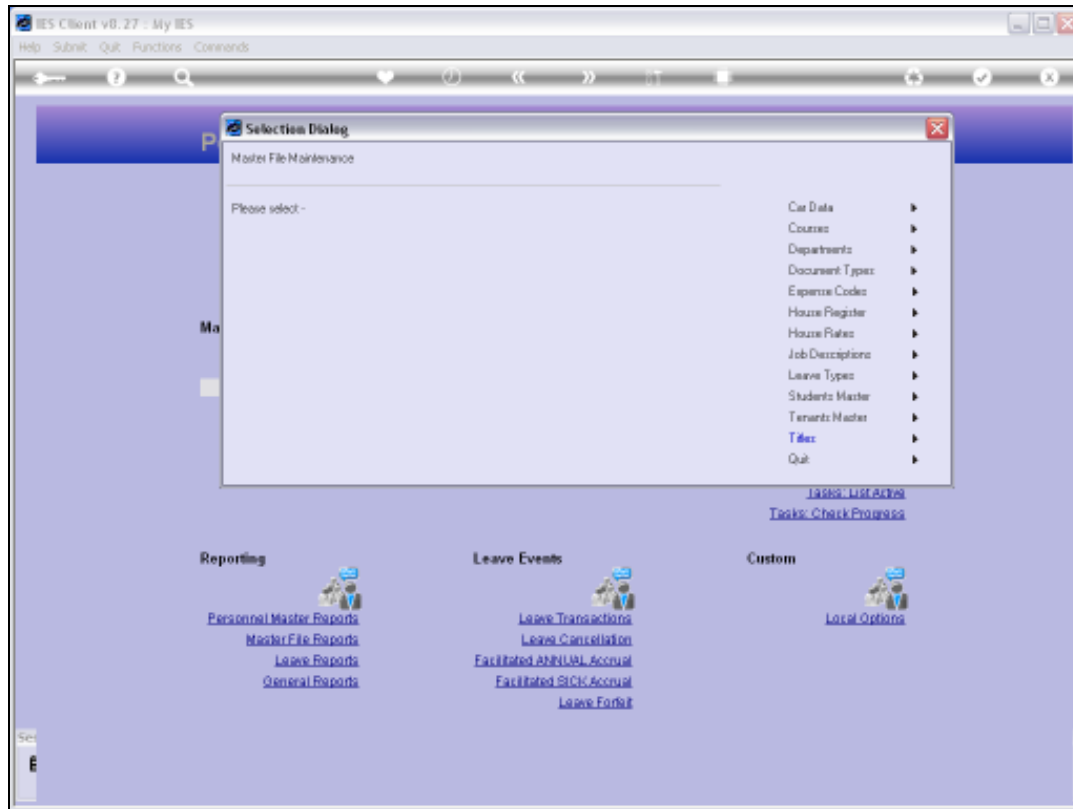 IES Client v0.27 : My IES
Help Submit Quit Functions Commands
Selection Dialog
Master File Maintenance
Please select -
Car Data
Courses
Departments
Document Types
Expense Codes
House Register
House Rates
Job Descriptions
Leave Types
Students Master
Tenants Master
Titles
Quit
Ma
Tasks: List Active
Tasks: Check Progress
Reporting
Leave Events
Custom
Personnel Master Reports
Master File Reports
Leave Reports
General Reports
Leave Transactions
Leave Cancellation
Facilitated ANNUAL Accrual
Facilitated SICK Accrual
Leave Forfeit
Local Options